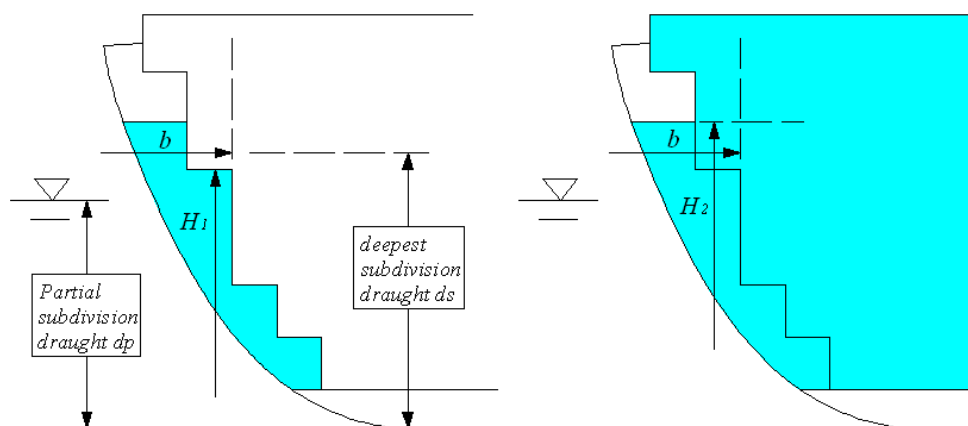 b
H1
Partial
subdivision
draught dp
deepest
subdivision
draught ds
b
H2